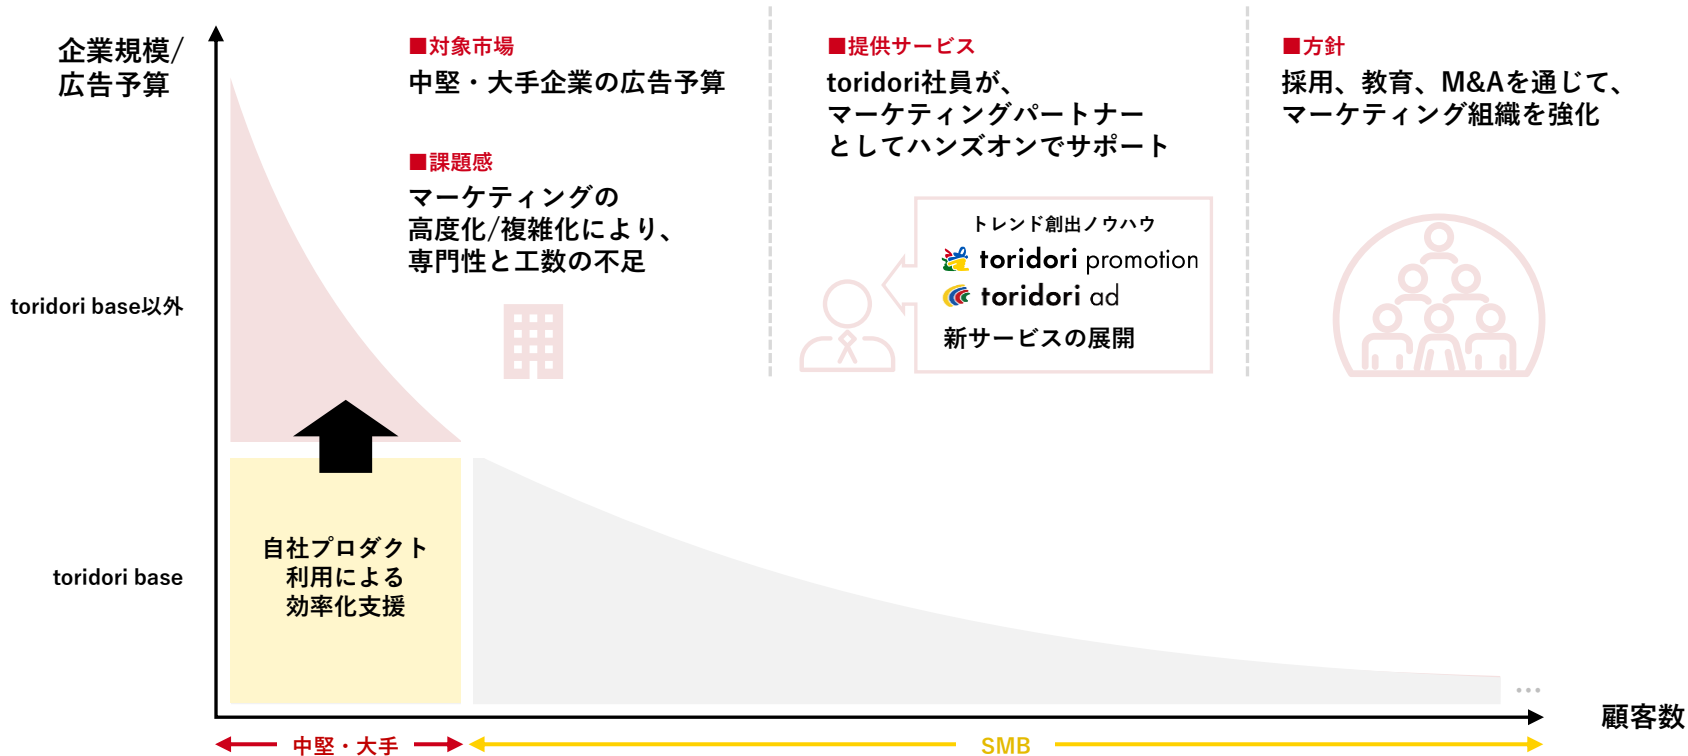 企業規模/
広告予算
■対象市場
中堅・大手企業の広告予算
■課題感
マーケティングの
高度化/複雑化により、
専門性と工数の不足
■提供サービス
toridori社員が、
マーケティングパートナー
としてハンズオンでサポート
トレンド創出ノウハウ
toridori promotion
toridori ad
新サービスの展開
■方針
採用、教育、M&Aを通じて、
マーケティング組織を強化
toridori base以外
toridori base
自社プロダクト
利用による
効率化支援
…
顧客数
中堅・大手
SMB